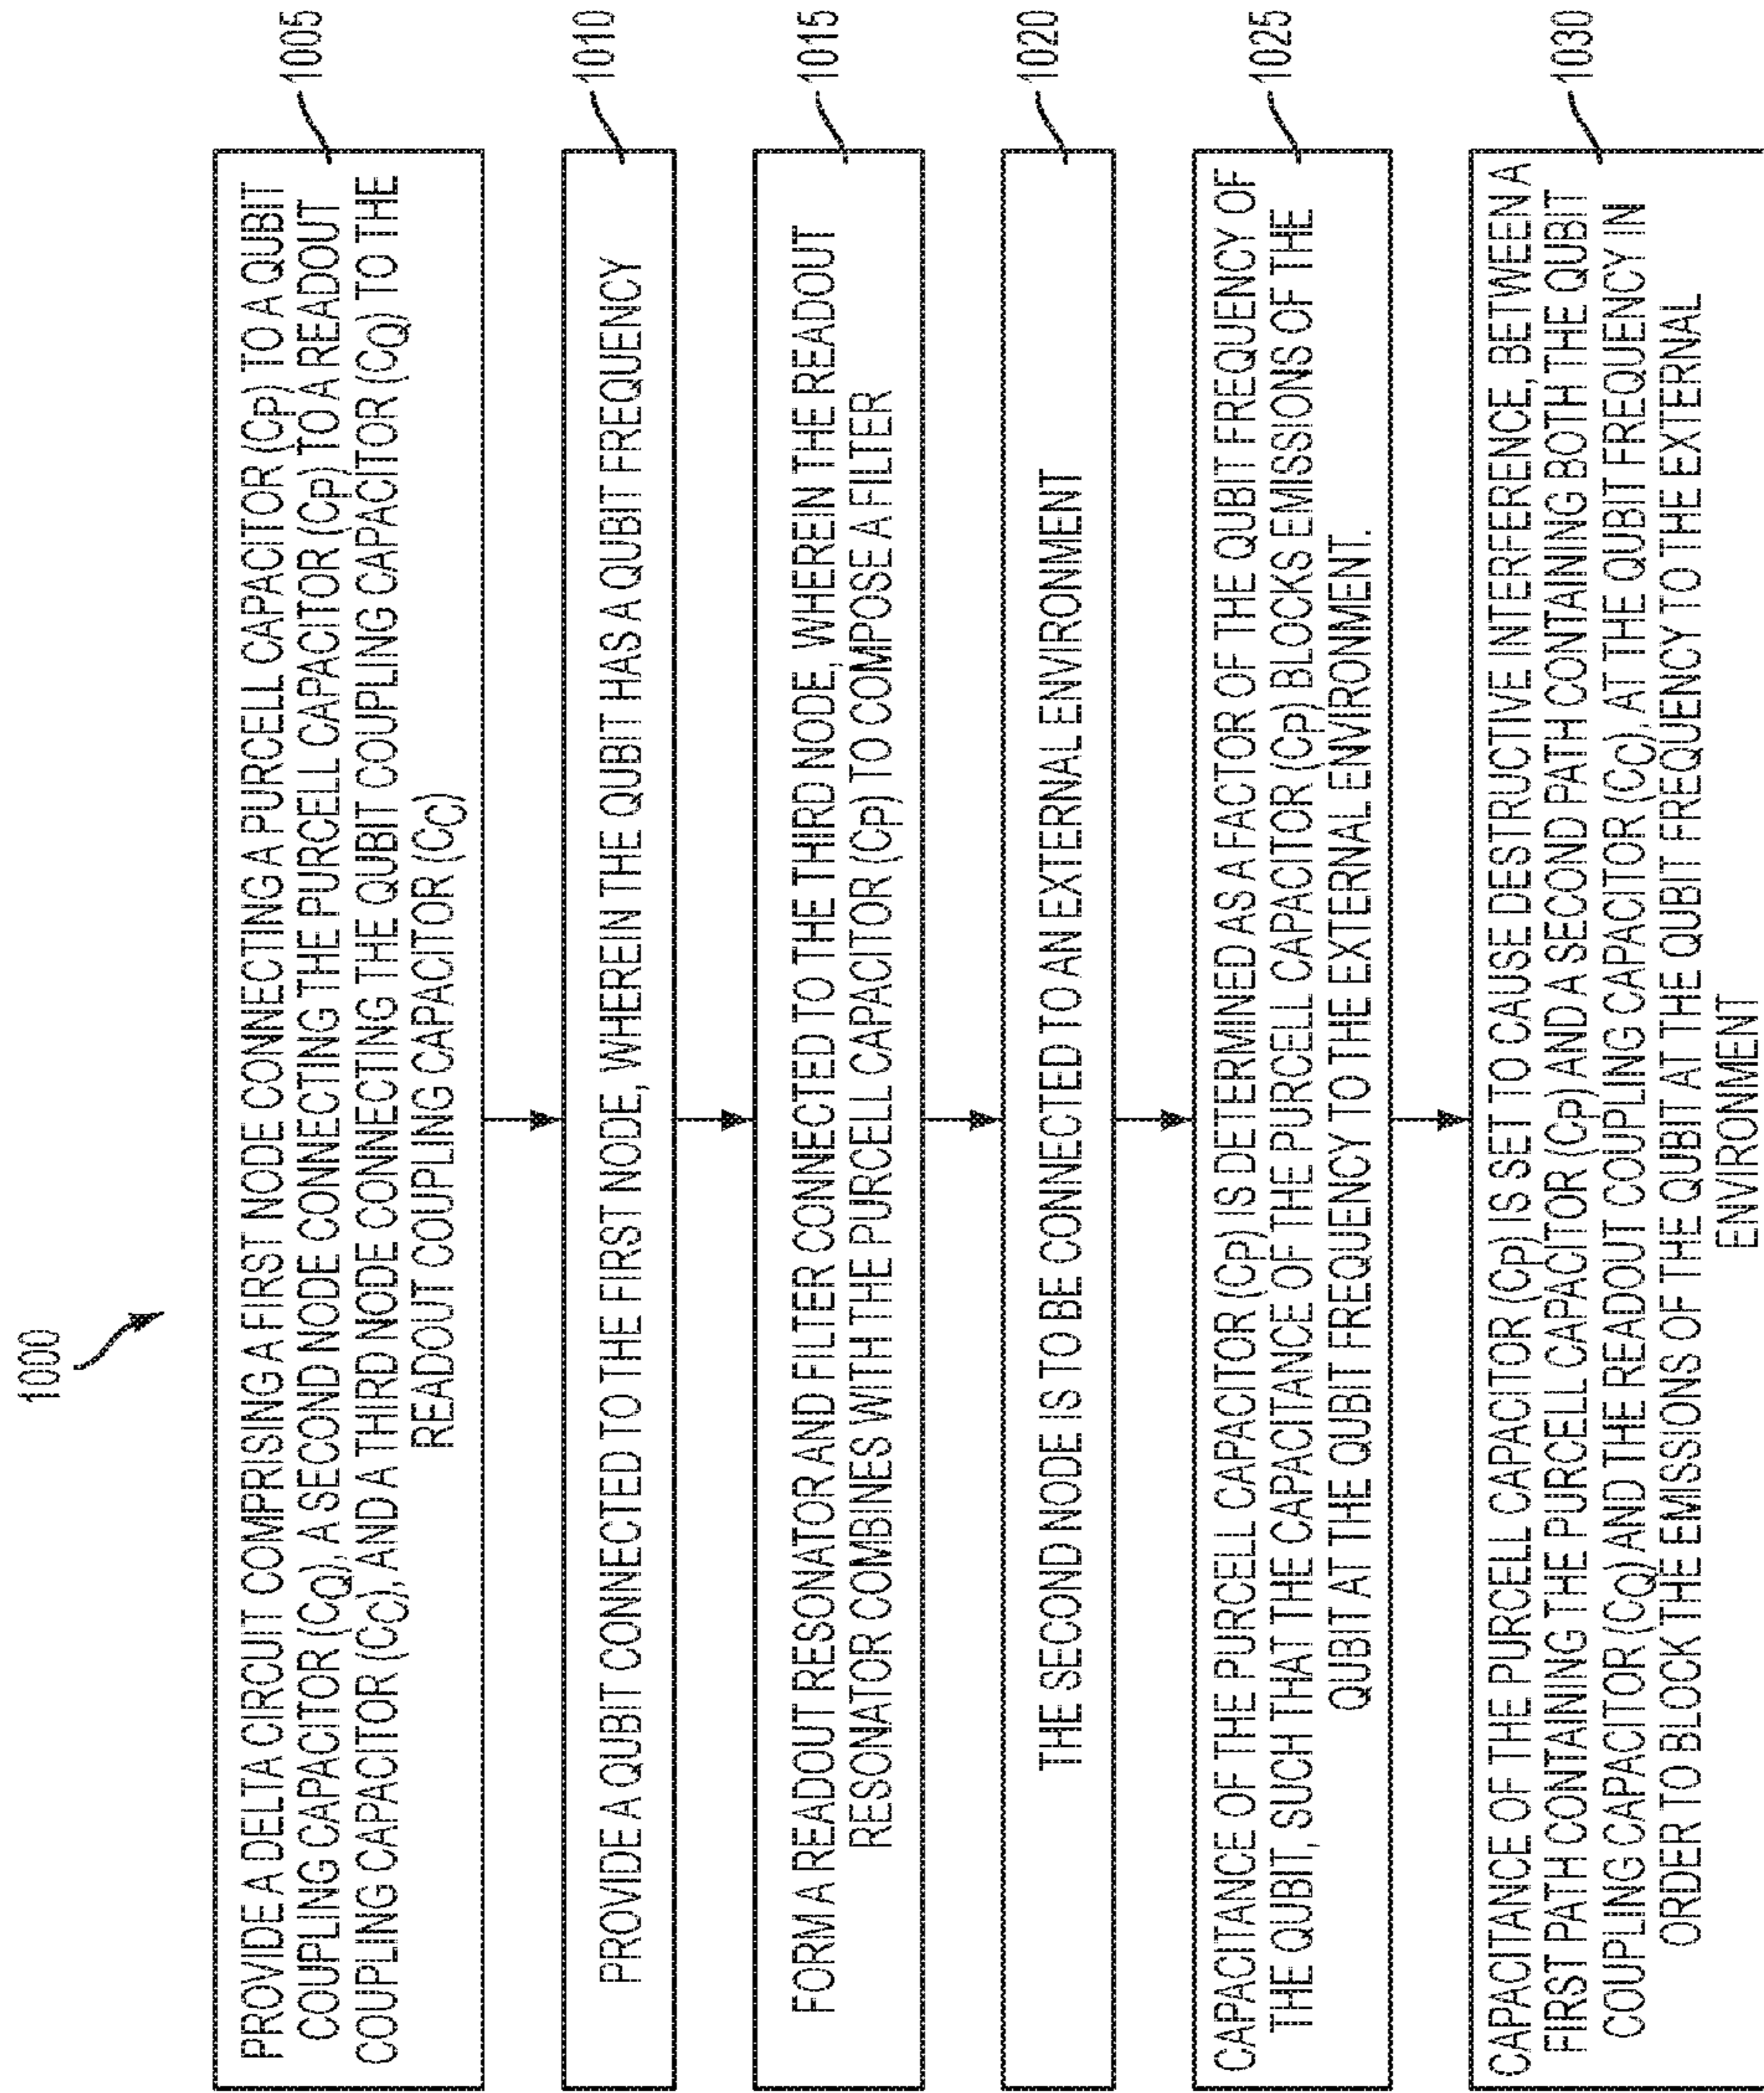 1000
PROVIDE A DELTA CIRCUIT COMPRISING A FIRST NODE CONNECTING A PURCELL CAPACITOR (CP) TO A QUBIT
COUPLING CAPACITOR (CQ), A SECOND NODE CONNECTING THE PURCELL CAPACITOR (CP) TO A READOUT
COUPLING CAPACITOR (CC), AND A THIRD NODE CONNECTING THE QUBIT COUPLING CAPACITOR (CQ) TO THE
READOUT COUPLING CAPACITOR (CC)
1005
PROVIDE A QUBIT CONNECTED TO THE FIRST NODE, WHEREIN THE QUBIT HAS A QUBIT FREQUENCY
1010
FORM A READOUT RESONATOR AND FILTER CONNECTED TO THE THIRD NODE, WHEREIN THE READOUT
RESONATOR COMBINES WITH THE PURCELL CAPACITOR (CP) TO COMPOSE A FILTER
1015
THE SECOND NODE IS TO BE CONNECTED TO AN EXTERNAL ENVIRONMENT
1020
CAPACITANCE OF THE PURCELL CAPACITOR (CP) IS DETERMINED AS A FACTOR OF THE QUBIT FREQUENCY OF
THE QUBIT, SUCH THAT THE CAPACITANCE OF THE PURCELL CAPACITOR (CP) BLOCKS EMISSIONS OF THE
QUBIT AT THE QUBIT FREQUENCY TO THE EXTERNAL ENVIRONMENT.
1025
CAPACITANCE OF THE PURCELL CAPACITOR (CP) IS SET TO CAUSE DESTRUCTIVE INTERFERENCE, BETWEEN A
FIRST PATH CONTAINING THE PURCELL CAPACITOR (CP) AND A SECOND PATH CONTAINING BOTH THE QUBIT
COUPLING CAPACITOR (CQ) AND THE READOUT COUPLING CAPACITOR (CC), AT THE QUBIT FREQUENCY IN
ORDER TO BLOCK THE EMISSIONS OF THE QUBIT AT THE QUBIT FREQUENCY TO THE EXTERNAL
ENVIRONMENT
1030